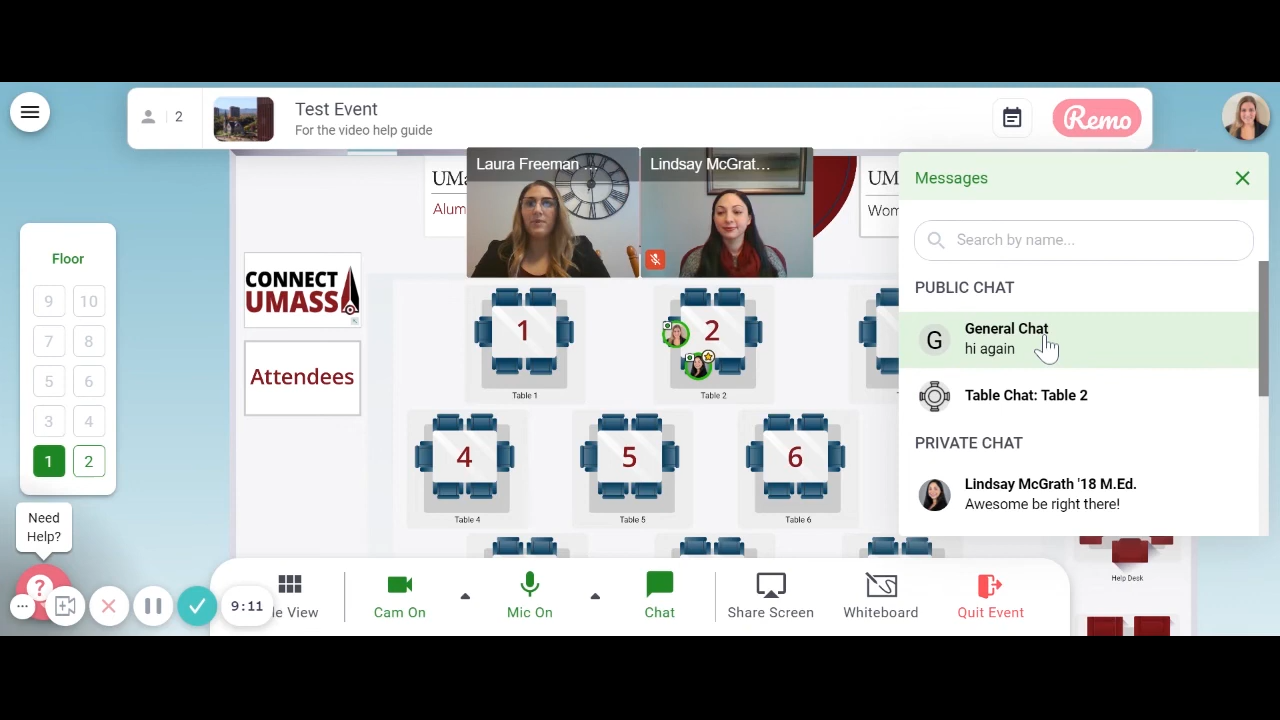 2
Test Event
For the video help guide
Remo
Laura Freeman ...
Lindsay McGrat...
UMa
Alum
UM
Wom
Messages
Search by name...
PUBLIC CHAT
G
General Chat
hi again
Table Chat: Table 2
PRIVATE CHAT
Lindsay McGrath '18 M.Ed.
Awesome be right there!
Floor
9 10
7 8
5 6
3 4
1 2
CONNECT
UMASS
Attendees
1
Table 1
2
Table 2
4
Table 4
5
Table 5
6
Table 6
Help Desk
Need
Help?
?
9:11
le View
Cam On
Mic On
Chat
Share Screen
Whiteboard
Quit Event